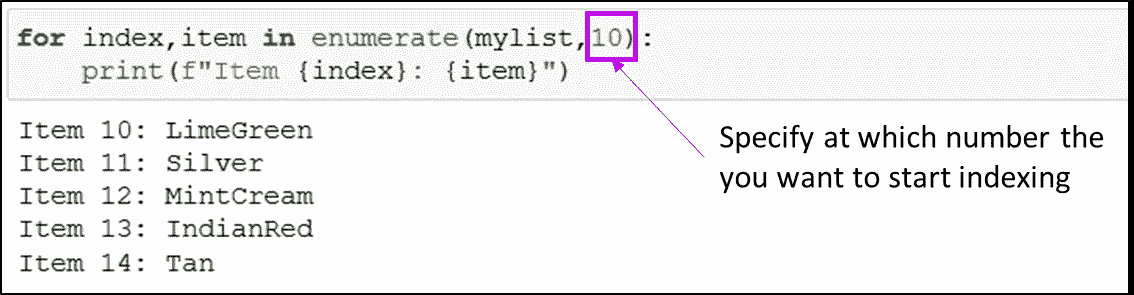 for index,item in enumerate(mylist,10):
    print(f"Item {index}: {item}")
Item 10: LimeGreen
Item 11: Silver
Item 12: MintCream
Item 13: IndianRed
Item 14: Tan
Specify at which number the
you want to start indexing